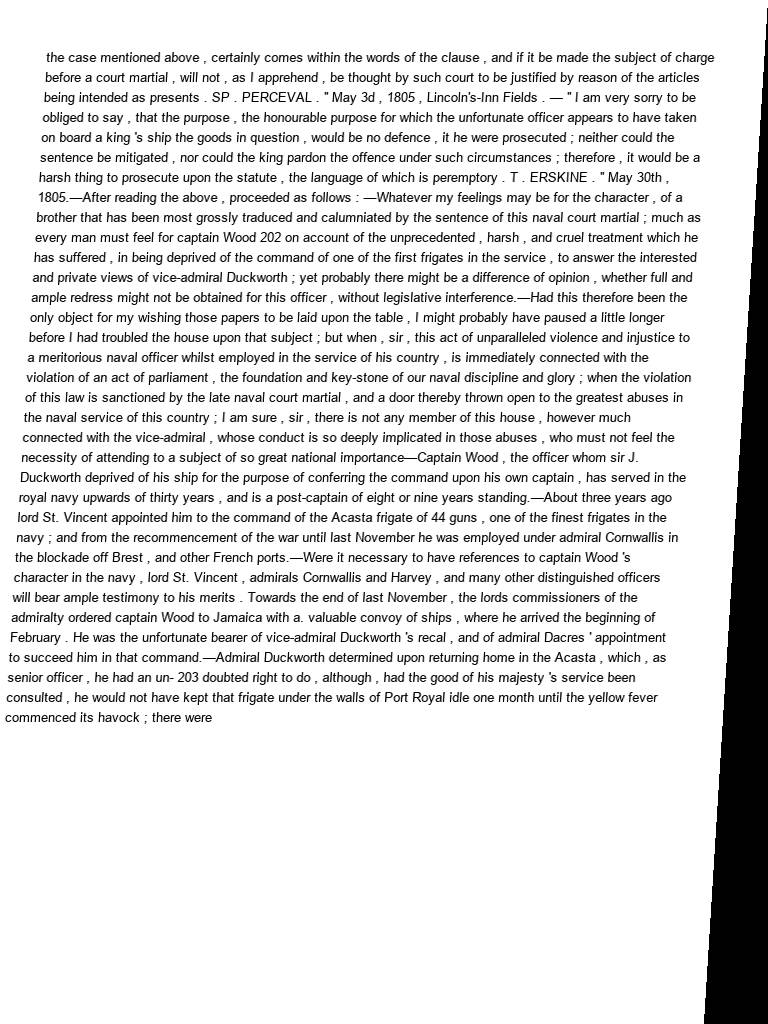 the case mentioned above , certainly comes within the words of the clause , and if it be made the subject of charge
before a court martial , will not , as I apprehend , be thought by such court to be justified by reason of the articles
being intended as presents . SP . PERCEVAL . " May 3d , 1805 , Lincoln's-Inn Fields . — " I am very sorry to be
obliged to say , that the purpose , the honourable purpose for which the unfortunate officer appears to have taken
on board a king 's ship the goods in question , would be no defence , it he were prosecuted ; neither could the
sentence be mitigated , nor could the king pardon the offence under such circumstances ; therefore , it would be a
harsh thing to prosecute upon the statute , the language of which is peremptory . T . ERSKINE . " May 30th ,
1805.—After reading the above , proceeded as follows : —Whatever my feelings may be for the character , of a
brother that has been most grossly traduced and calumniated by the sentence of this naval court martial ; much as
every man must feel for captain Wood 202 on account of the unprecedented , harsh , and cruel treatment which he
has suffered , in being deprived of the command of one of the first frigates in the service , to answer the interested
and private views of vice-admiral Duckworth ; yet probably there might be a difference of opinion , whether full and
ample redress might not be obtained for this officer , without legislative interference.—Had this therefore been the
only object for my wishing those papers to be laid upon the table , I might probably have paused a little longer
before I had troubled the house upon that subject ; but when , sir , this act of unparalleled violence and injustice to
a meritorious naval officer whilst employed in the service of his country , is immediately connected with the
violation of an act of parliament , the foundation and key-stone of our naval discipline and glory ; when the violation
of this law is sanctioned by the late naval court martial , and a door thereby thrown open to the greatest abuses in
the naval service of this country ; I am sure , sir , there is not any member of this house , however much
connected with the vice-admiral , whose conduct is so deeply implicated in those abuses , who must not feel the
necessity of attending to a subject of so great national importance—Captain Wood , the officer whom sir J.
Duckworth deprived of his ship for the purpose of conferring the command upon his own captain , has served in the
royal navy upwards of thirty years , and is a post-captain of eight or nine years standing.—About three years ago
lord St. Vincent appointed him to the command of the Acasta frigate of 44 guns , one of the finest frigates in the
navy ; and from the recommencement of the war until last November he was employed under admiral Cornwallis in
the blockade off Brest , and other French ports.—Were it necessary to have references to captain Wood 's
character in the navy , lord St. Vincent , admirals Cornwallis and Harvey , and many other distinguished officers
will bear ample testimony to his merits . Towards the end of last November , the lords commissioners of the
admiralty ordered captain Wood to Jamaica with a. valuable convoy of ships , where he arrived the beginning of
February . He was the unfortunate bearer of vice-admiral Duckworth 's recal , and of admiral Dacres ' appointment
to succeed him in that command.—Admiral Duckworth determined upon returning home in the Acasta , which , as
senior officer , he had an un- 203 doubted right to do , although , had the good of his majesty 's service been
consulted , he would not have kept that frigate under the walls of Port Royal idle one month until the yellow fever
commenced its havock ; there were